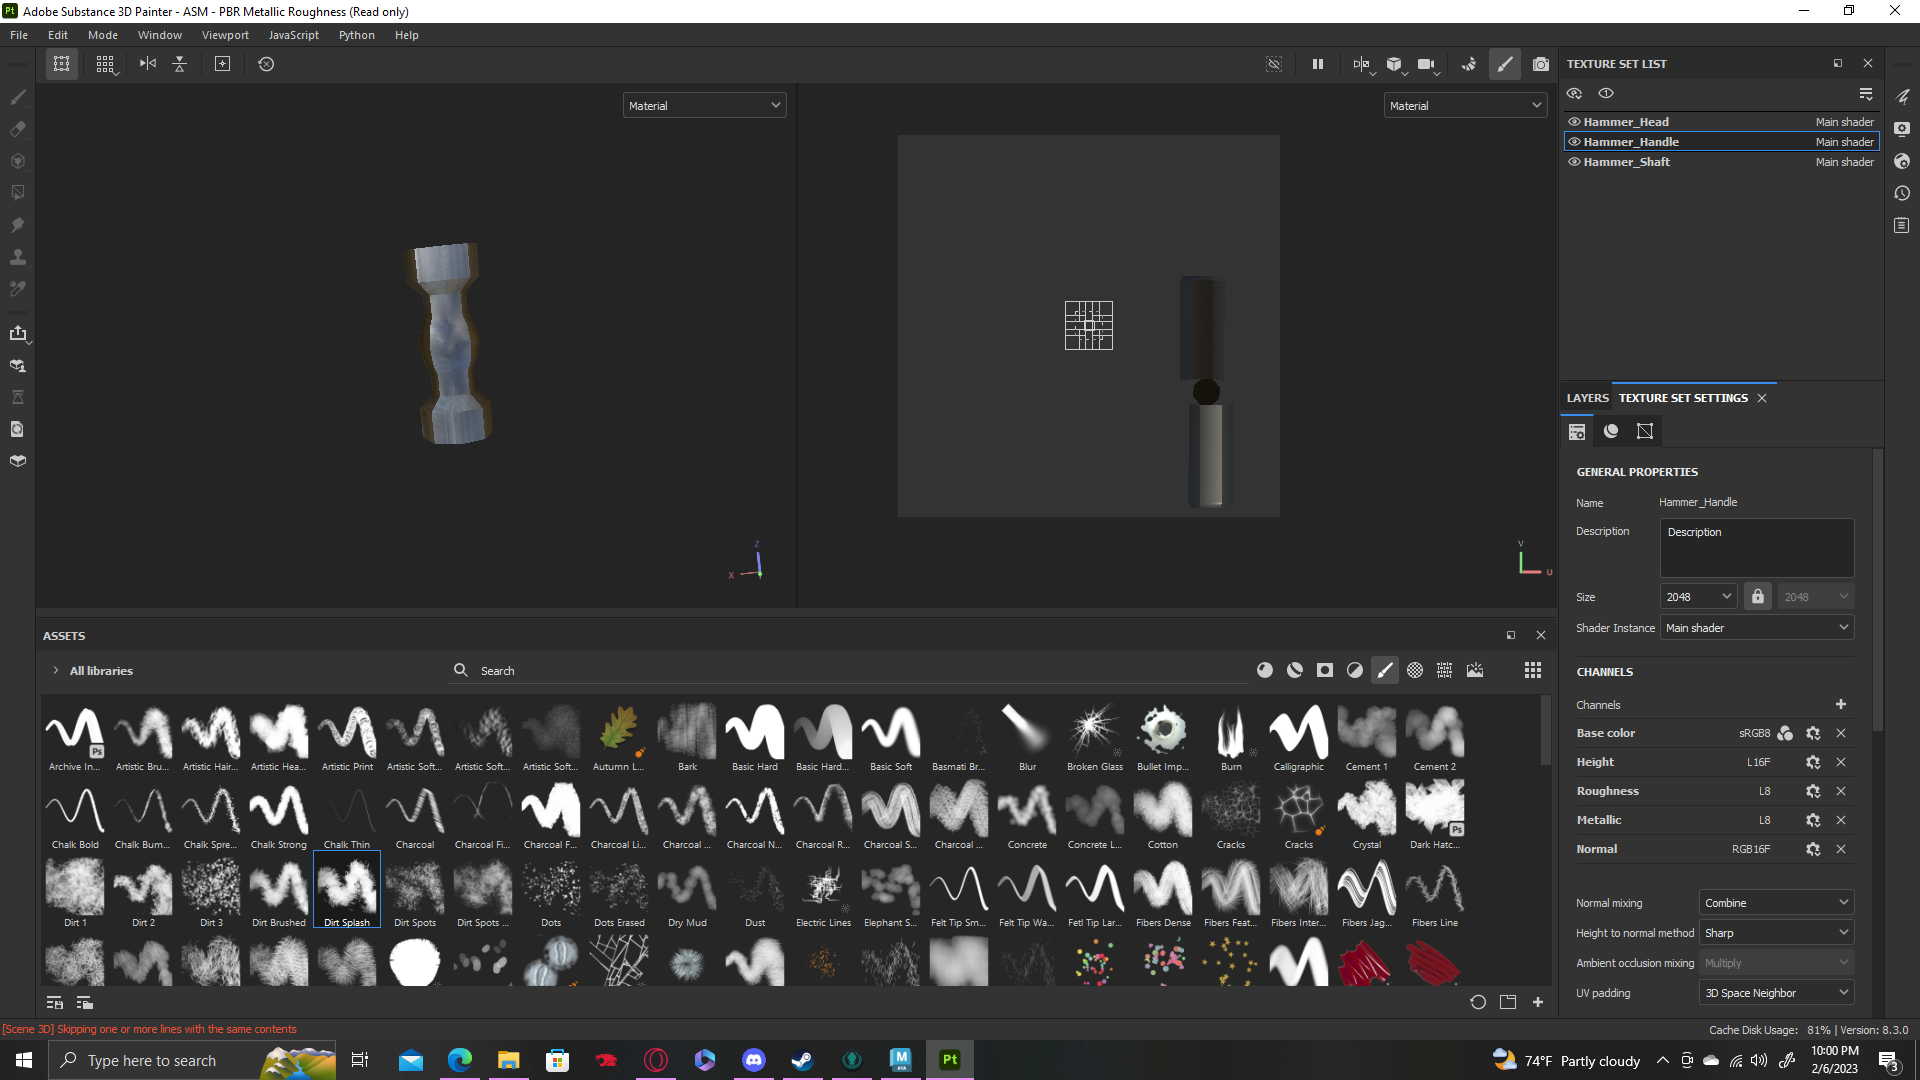 Adobe Substance 3D Painter - ASM - PBR Metallic Roughness (Read only)
File Edit Mode Window Viewport JavaScript Python Help
Material
Material
TEXTURE SET LIST
Hammer_Head Main shader
Hammer_Handle Main shader
Hammer_Shaft Main shader
Z
X
V
U
LAYERS TEXTURE SET SETTINGS
GENERAL PROPERTIES
Name Hammer_Handle
Description Description
Size 2048 2048
Shader Instance Main shader
CHANNELS
Channels
Base color sRGB8
Height L16F
Roughness L8
Metallic L8
Normal RGB16F
Normal mixing Combine
Height to normal method Sharp
Ambient occlusion mixing Multiply
UV padding 3D Space Neighbor
ASSETS
All libraries Search
Archive In... Artistic Bru... Artistic Hair... Artistic Hea... Artistic Print Artistic Soft... Artistic Soft... Artistic Soft... Autumn L... Bark Basic Hard Basic Hard... Basic Soft Basmati Br... Blur Broken Glass Bullet Imp... Burn Calligraphic Cement 1 Cement 2
Chalk Bold Chalk Bum... Chalk Spre... Chalk Strong Chalk Thin Charcoal Charcoal Fi... Charcoal F... Charcoal Li... Charcoal ... Charcoal N... Charcoal R... Charcoal S... Charcoal ... Concrete Concrete L... Cotton Cracks Cracks Crystal Dark Hatc...
Dirt 1 Dirt 2 Dirt 3 Dirt Brushed Dirt Splash Dirt Spots Dirt Spots ... Dots Dots Erased Dry Mud Dust Electric Lines Elephant S... Felt Tip Sm... Felt Tip Wa... Fetl Tip Lar... Fibers Dense Fibers Feat... Fibers Inter... Fibers Jag... Fibers Line
[Scene 3D] Skipping one or more lines with the same contents
Cache Disk Usage: 81% | Version: 8.3.0
Type here to search
74°F Partly cloudy
10:00 PM
2/6/2023
3